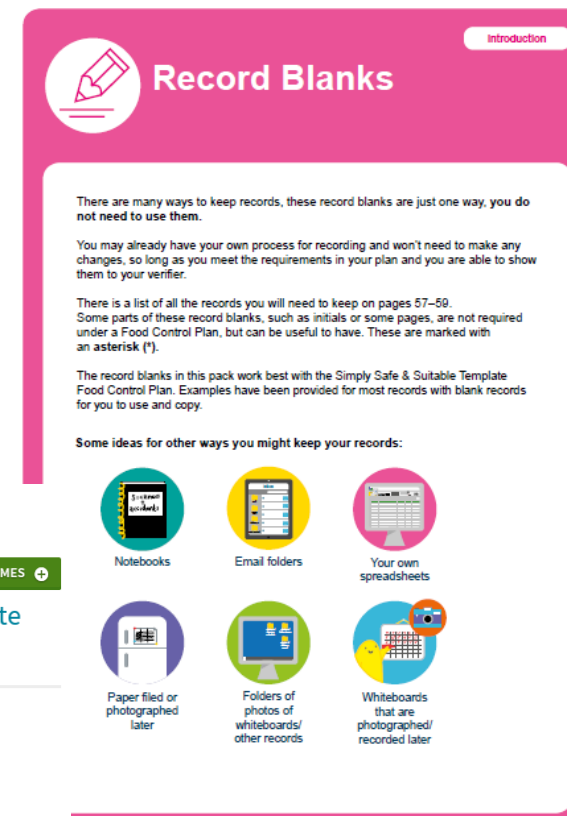 Introduction
Record Blanks
There are many ways to keep records, these record blanks are just one way, you do
not need to use them.
You may already have your own process for recording and won't need to make any
changes, so long as you meet the requirements in your plan and you are able to show
them to your verifier.
There is a list of all the records you will need to keep on pages 57–59.
Some parts of these record blanks, such as initials or some pages, are not required
under a Food Control Plan, but can be useful to have. These are marked with
an asterisk (*).
The record blanks in this pack work best with the Simply Safe & Suitable Template
Food Control Plan. Examples have been provided for most records with blank records
for you to use and copy.
Some ideas for other ways you might keep your records:
Notebooks
Email folders
Your own
spreadsheets
MES
te
Paper filed or
photographed
later
Folders of
photos of
whiteboards/
other records
Whiteboards
that are
photographed/
recorded later